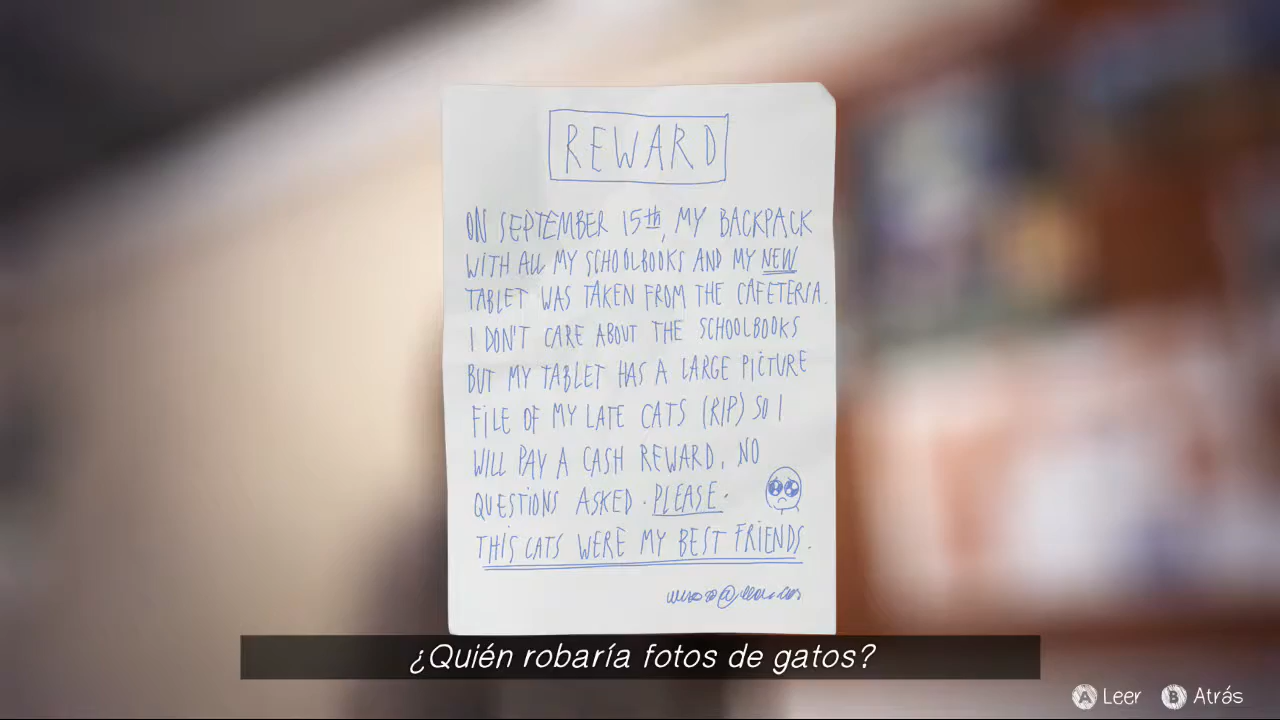 REWARD
ON SEPTEMBER 15th, MY BACKPACK
WITH ALL MY SCHOOLBOOKS AND MY NEW
TABLET WAS TAKEN FROM THE CAFETERIA.
I DON'T CARE ABOUT THE SCHOOLBOOKS
BUT MY TABLET HAS A LARGE PICTURE
FILE OF MY LATE CATS (RIP) SO I
WILL PAY A CASH REWARD, NO
QUESTIONS ASKED. PLEASE.
THIS CATS WERE MY BEST FRIENDS.
¿Quién robaría fotos de gatos?
A Leer B Atrás